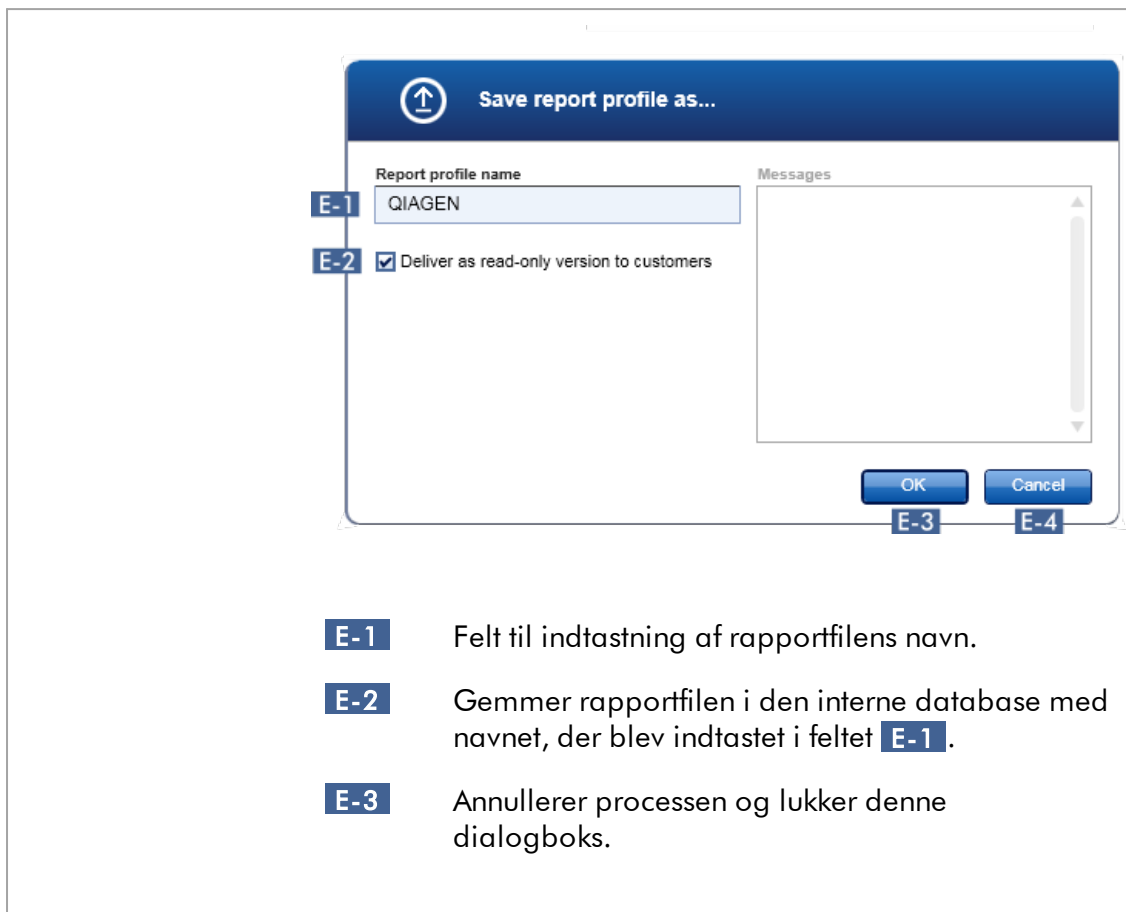 Save report profile as...
Report profile name
Messages
E-1 QIAGEN
E-2 Deliver as read-only version to customers
OK Cancel
E-3 E-4
E-1 Felt til indtastning af rapportfilens navn.
E-2 Gemmer rapportfilen i den interne database med
navnet, der blev indtastet i feltet E-1 .
E-3 Annullerer processen og lukker denne
dialogboks.